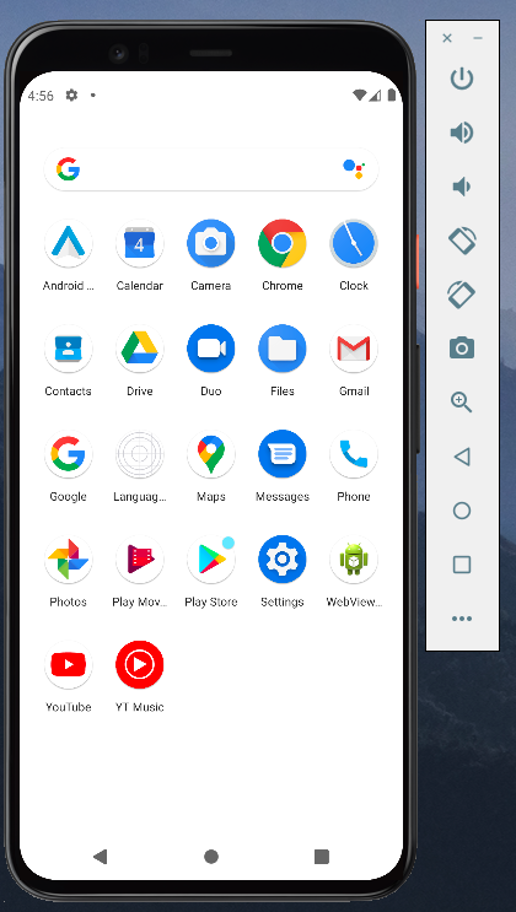 4:56
Android ...
Calendar
Camera
Chrome
Clock
Contacts
Drive
Duo
Files
Gmail
Google
Languag...
Maps
Messages
Phone
Photos
Play Mov...
Play Store
Settings
WebView...
YouTube
YT Music